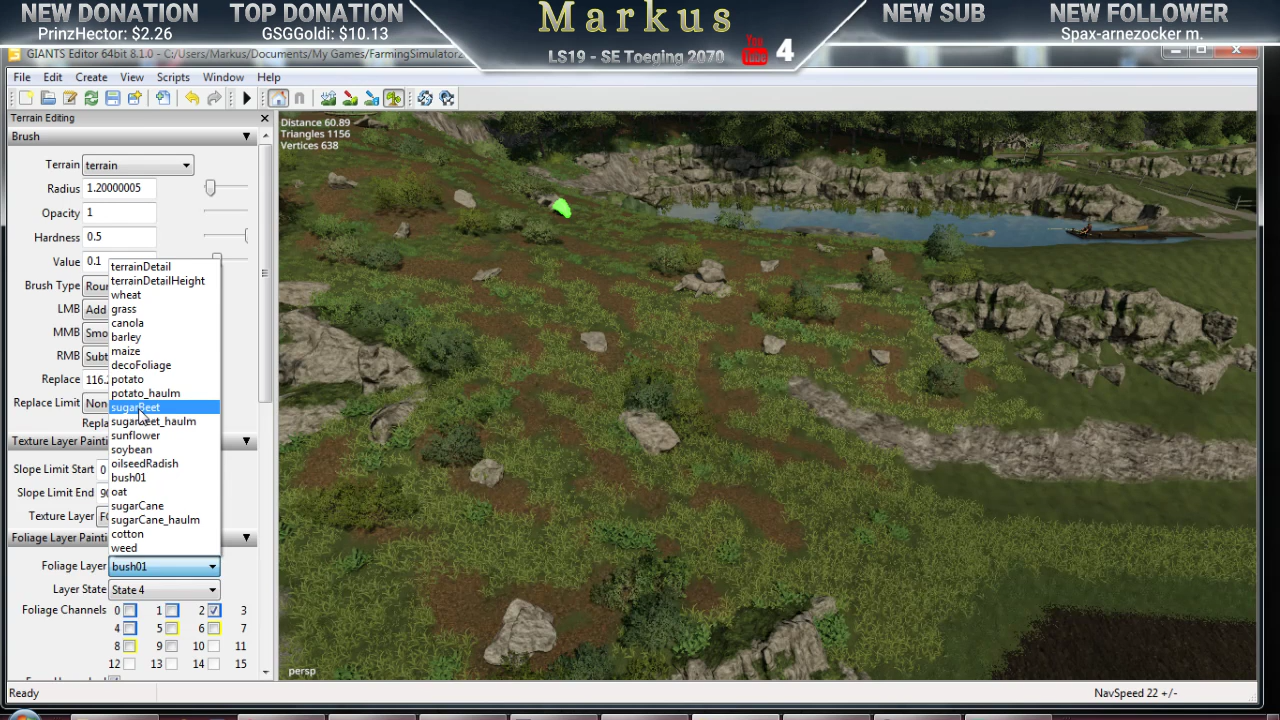 NEW DONATION
PrinzHector: $2.26
TOP DONATION
GSGGoldi: $10.13
Markus
LS19 - SE Toeging 2070
You Tube
4
NEW SUB
NEW FOLLOWER
Spax-arnezocker m.
GIANTS Editor 64bit 8.1.0 - C:/Users/Markus/Documents/My Games/FarmingSimulator2
File Edit Create View Scripts Window Help
Terrain Editing
Brush
Terrain terrain
Radius 1.20000005
Opacity 1
Hardness 0.5
Value 0.1
Brush Type Rour
LMB Add
MMB Smo
RMB Subt
Replace 116.
Replace Limit Non
Repla
terrainDetail
terrainDetailHeight
wheat
grass
canola
barley
maize
decoFoliage
potato
potato_haulm
sugarBeet
sugarBeet_haulm
sunflower
soybean
oilseedRadish
bush01
oat
sugarCane
sugarCane_haulm
cotton
weed
Texture Layer Painti
Slope Limit Start 0
Slope Limit End 90
Texture Layer
Foliage Layer Painti
Foliage Layer bush01
Layer State State 4
Foliage Channels 0 1 2 3
4 5 6 7
8 9 10 11
12 13 14 15
Distance 60.89
Triangles 1156
Vertices 638
persp
Ready
NavSpeed 22 +/-